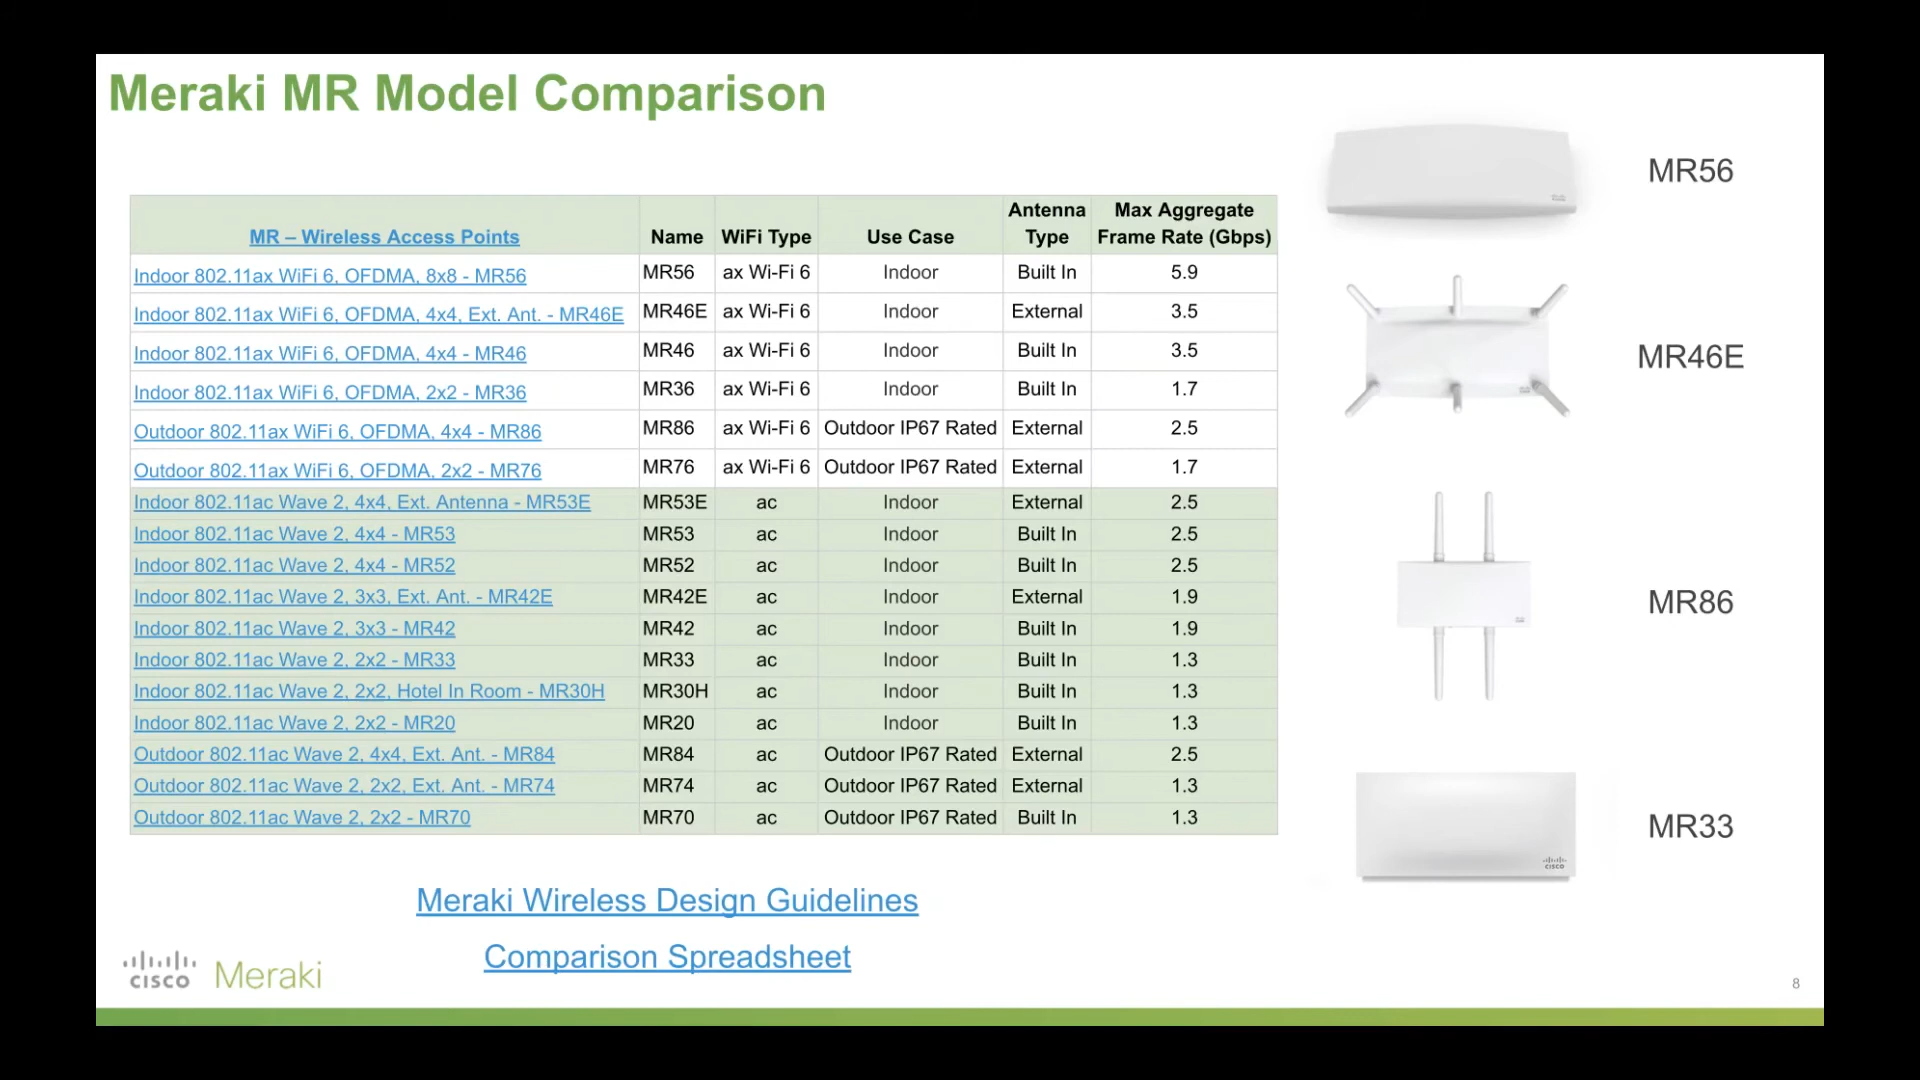 Meraki MR Model Comparison
MR – Wireless Access Points Name WiFi Type Use Case Antenna Type Max Aggregate Frame Rate (Gbps)
Indoor 802.11ax WiFi 6, OFDMA, 8x8 - MR56 MR56 ax Wi-Fi 6 Indoor Built In 5.9
Indoor 802.11ax WiFi 6, OFDMA, 4x4, Ext. Ant. - MR46E MR46E ax Wi-Fi 6 Indoor External 3.5
Indoor 802.11ax WiFi 6, OFDMA, 4x4 - MR46 MR46 ax Wi-Fi 6 Indoor Built In 3.5
Indoor 802.11ax WiFi 6, OFDMA, 2x2 - MR36 MR36 ax Wi-Fi 6 Indoor Built In 1.7
Outdoor 802.11ax WiFi 6, OFDMA, 4x4 - MR86 MR86 ax Wi-Fi 6 Outdoor IP67 Rated External 2.5
Outdoor 802.11ax WiFi 6, OFDMA, 2x2 - MR76 MR76 ax Wi-Fi 6 Outdoor IP67 Rated External 1.7
Indoor 802.11ac Wave 2, 4x4, Ext. Antenna - MR53E MR53E ac Indoor External 2.5
Indoor 802.11ac Wave 2, 4x4 - MR53 MR53 ac Indoor Built In 2.5
Indoor 802.11ac Wave 2, 4x4 - MR52 MR52 ac Indoor Built In 2.5
Indoor 802.11ac Wave 2, 3x3, Ext. Ant. - MR42E MR42E ac Indoor External 1.9
Indoor 802.11ac Wave 2, 3x3 - MR42 MR42 ac Indoor Built In 1.9
Indoor 802.11ac Wave 2, 2x2 - MR33 MR33 ac Indoor Built In 1.3
Indoor 802.11ac Wave 2, 2x2, Hotel In Room - MR30H MR30H ac Indoor Built In 1.3
Indoor 802.11ac Wave 2, 2x2 - MR20 MR20 ac Indoor Built In 1.3
Outdoor 802.11ac Wave 2, 4x4, Ext. Ant. - MR84 MR84 ac Outdoor IP67 Rated External 2.5
Outdoor 802.11ac Wave 2, 2x2, Ext. Ant. - MR74 MR74 ac Outdoor IP67 Rated External 1.3
Outdoor 802.11ac Wave 2, 2x2 - MR70 MR70 ac Outdoor IP67 Rated Built In 1.3
MR56
MR46E
MR86
MR33
cisco
Meraki Wireless Design Guidelines
Comparison Spreadsheet
cisco Meraki
8